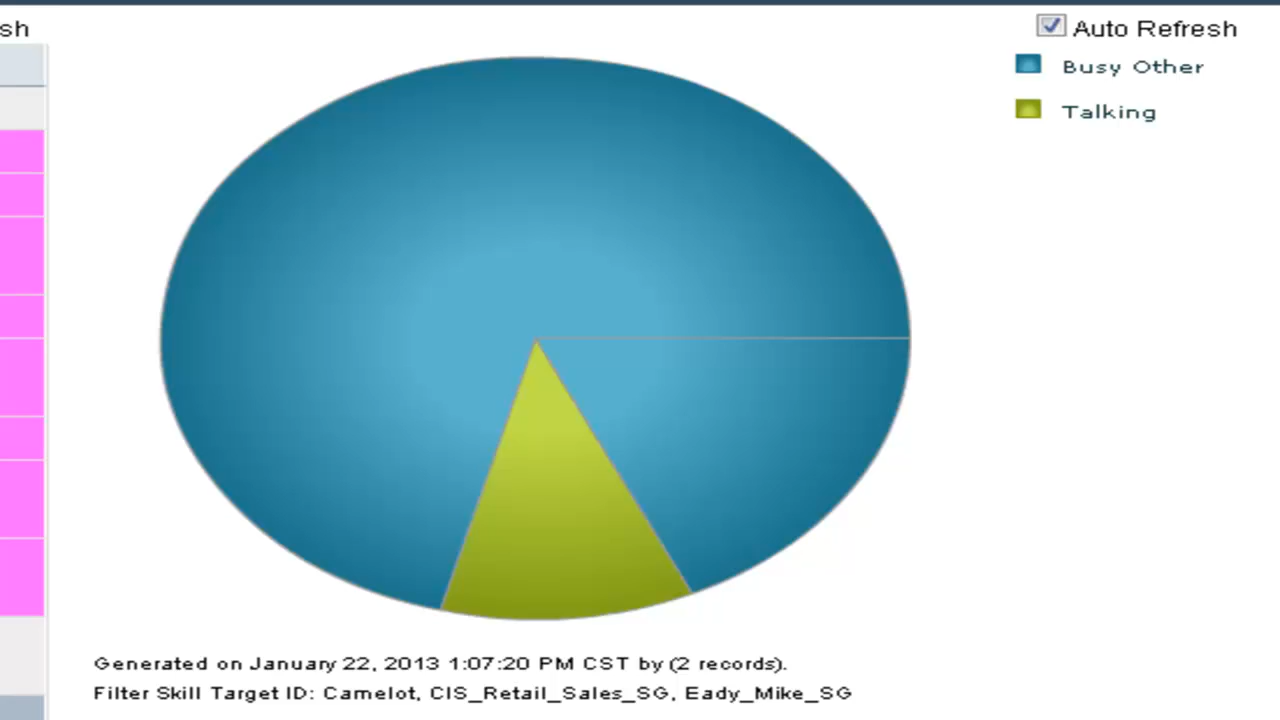 sh
Auto Refresh
Busy Other
Talking
Generated on January 22, 2013 1:07:20 PM CST by (2 records).
Filter Skill Target ID: Camelot, CIS_Retail_Sales_SG, Eady_Mike_SG